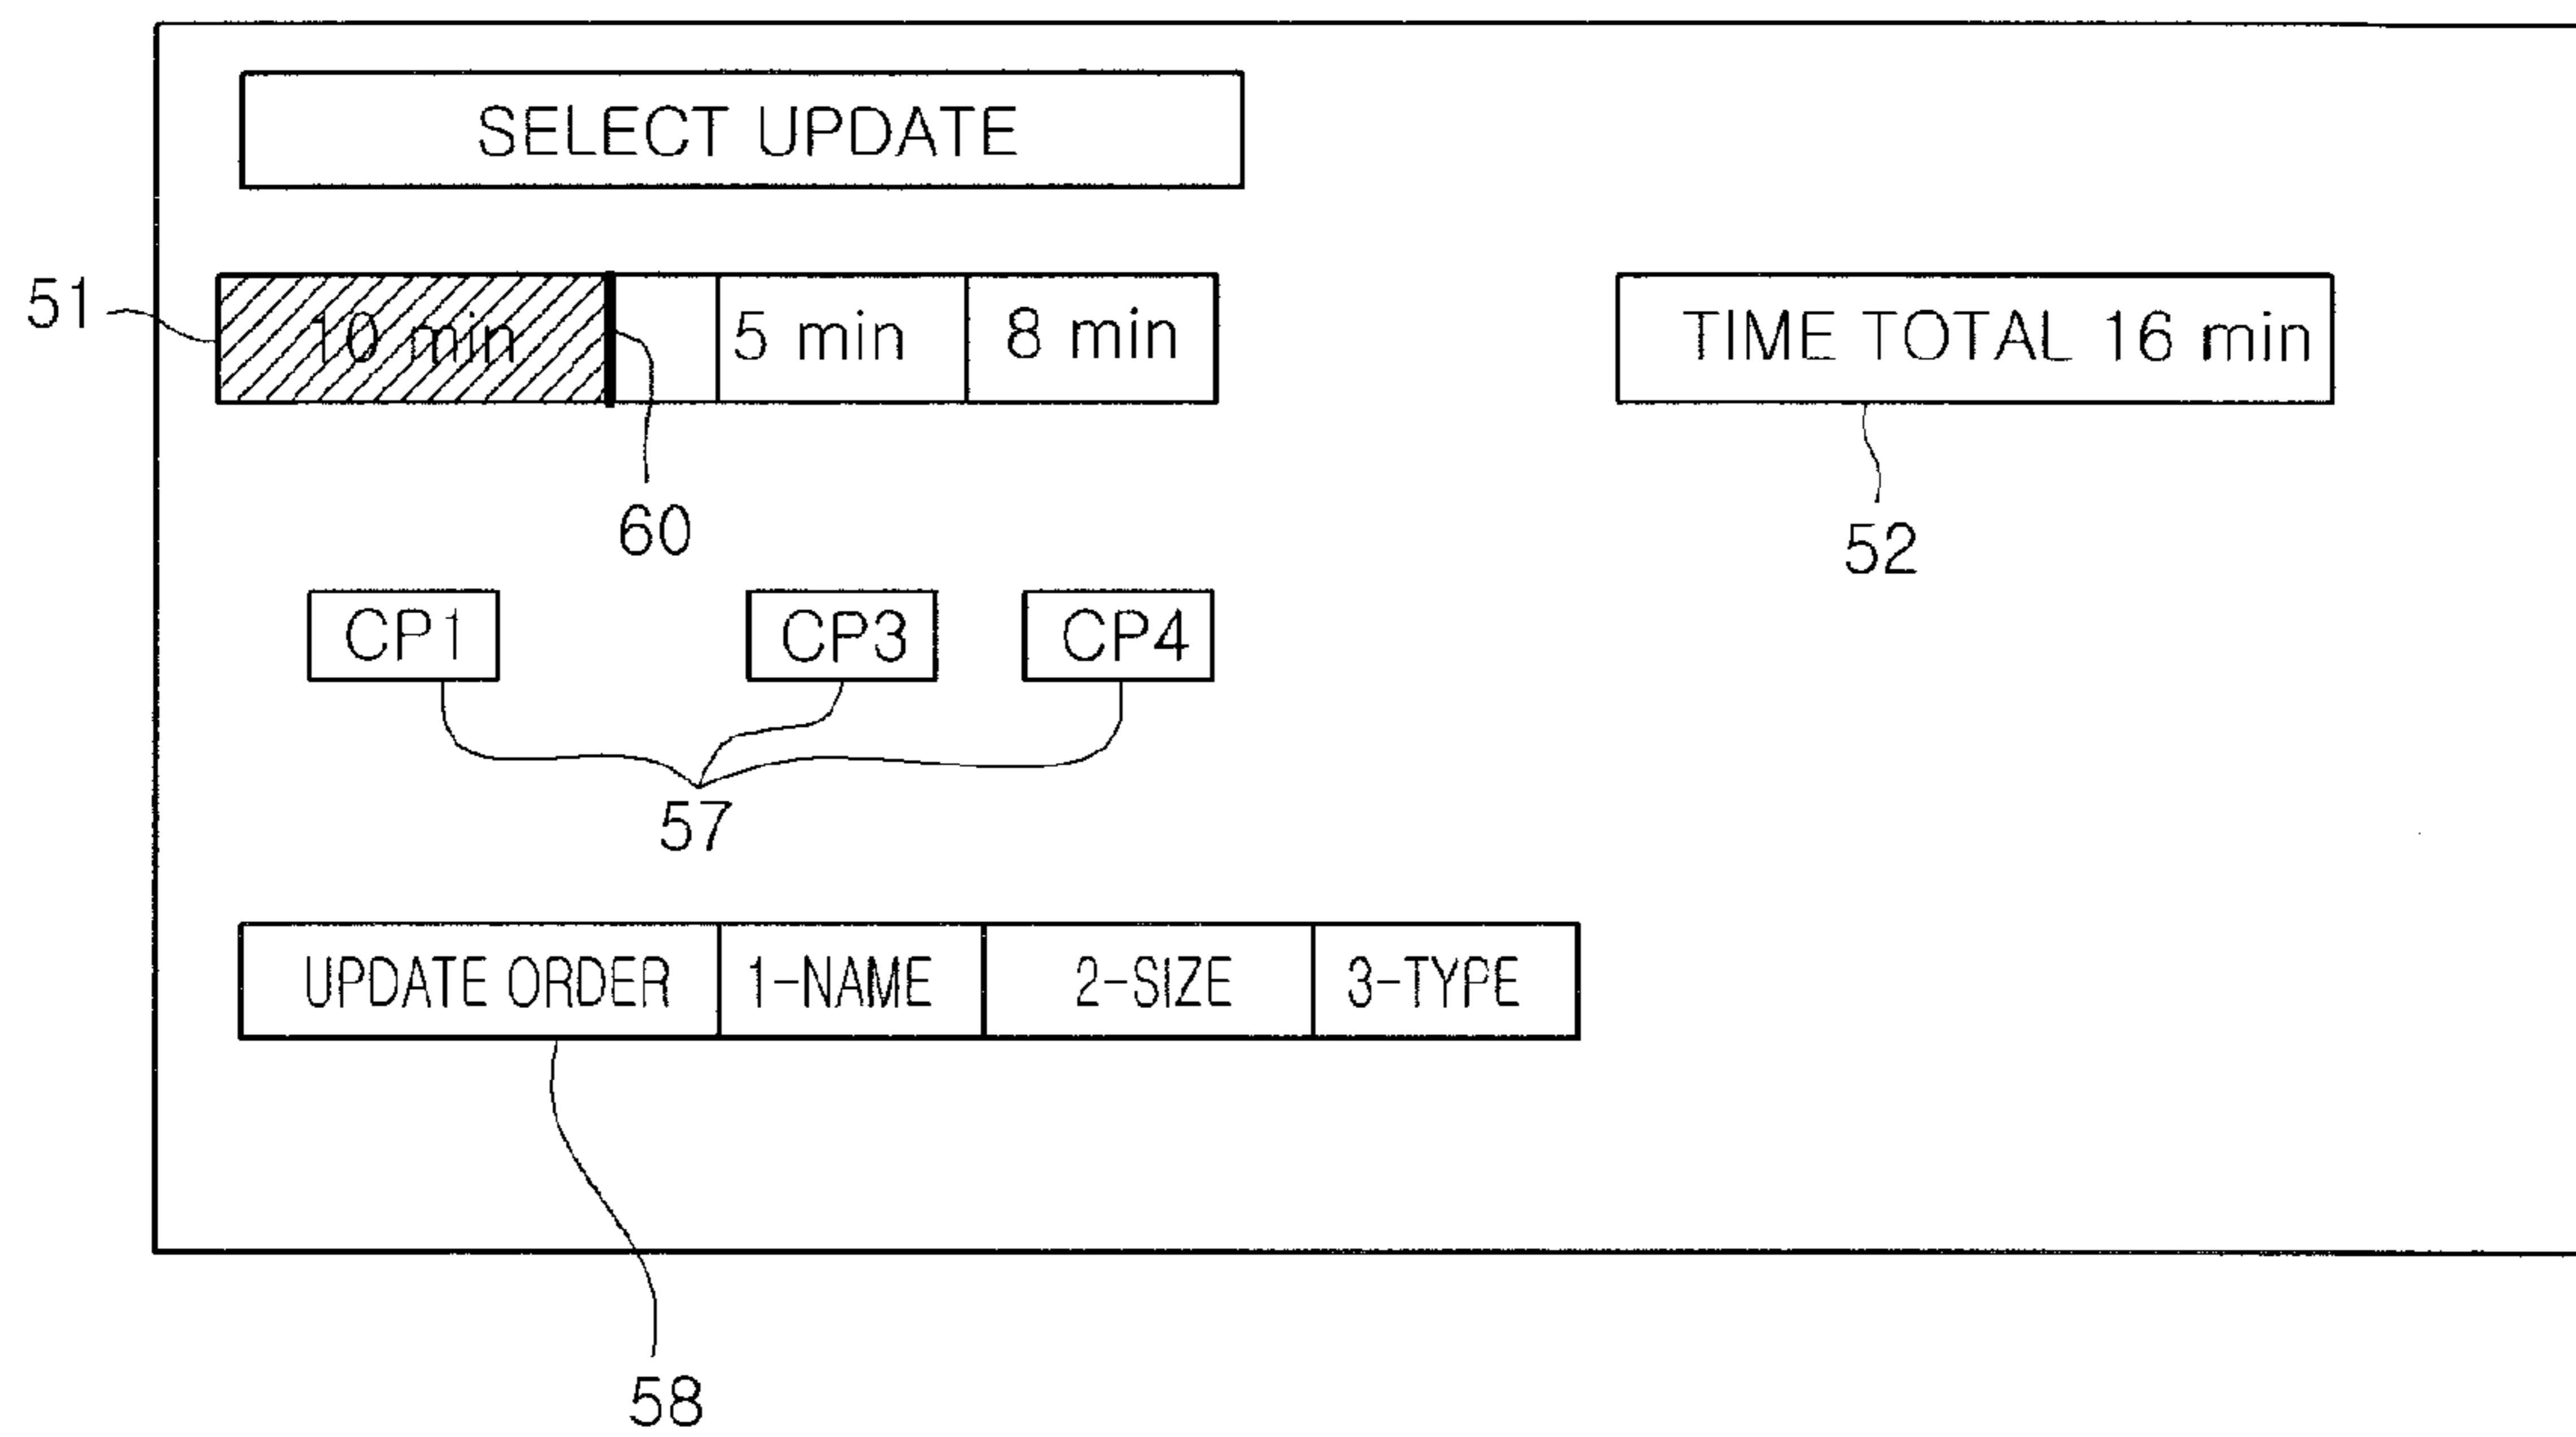 SELECT UPDATE
51 10 min 5 min 8 min TIME TOTAL 16 min
60 52
CP1 CP3 CP4
57
UPDATE ORDER 1-NAME 2-SIZE 3-TYPE
58